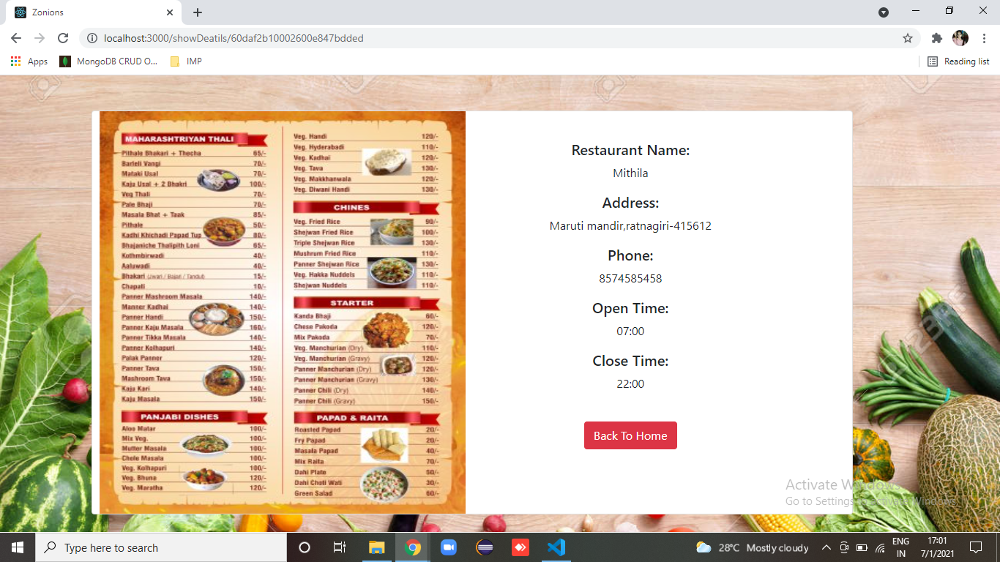 Zonions
localhost:3000/showDeatils/60daf2b10002600e847bdded
Apps
MongoDB CRUD O...
IMP
Reading list
MAHARASHTRIYAN THALI
Pithale Bhakari + Thecha 65/-
Barleli Vangi 70/-
Mataki Usal 70/-
Kaju Usal + 2 Bhakri 100/-
Veg Thali 70/-
Pale Bhaji 70/-
Masala Bhat + Taak 85/-
Pithale 50/-
Kadhi Khichadi Papad Tup 80/-
Bhajaniche Thalipith Loni 65/-
Kothmbirwadi 40/-
Aaluwadi 40/-
Bhakari 15/-
Chapati 10/-
Panner Mashroom Masala 140/-
Kadhai 140/-
Panner Handi 150/-
Panner Kaju Masala 160/-
Panner Tikka Masala 140/-
Panner Kolhapuri 140/-
Palak Panner 120/-
Panner Tava 150/-
Mashroom Tava 150/-
Kaju Kari 140/-
Kaju Masala 150/-
PANJABI DISHES
Aloo Matar 100/-
Mix Veg. 100/-
Mutter Masala 100/-
Chole Masala 100/-
Veg. Kolhapuri 100/-
Veg. Bhuna 120/-
Veg. Maratha 120/-
Veg. Handi 120/-
Veg. Hyderabadi 110/-
Veg. Kadhai 120/-
Veg. Tava 130/-
Veg. Makkhanwala 120/-
Veg. Diwani Handi 130/-
CHINES
Veg. Fried Rice 90/-
Shejwan Fried Rice 100/-
Triple Shejwan Rice 130/-
Mushrum Fried Rice 110/-
Panner Shejwan Rice 130/-
Veg. Hakka Nuddels 110/-
Shejwan Nuddels 110/-
STARTER
Kanda Bhaji 60/-
Chese Pakoda 120/-
Mix Pakoda 70/-
Veg. Manchurian (Dry) 110/-
Veg. Manchurian (Gravy) 120/-
Panner Manchurian (Dry) 120/-
Panner Manchurian (Gravy) 130/-
Panner Chili (Dry) 140/-
Panner Chili (Gravy) 150/-
PAPAD & RAITA
Roasted Papad 20/-
Fry Papad 20/-
Masala Papad 40/-
Mix Raita 70/-
Dahi Plate 50/-
Dahi Choti Wati 30/-
Green Salad 60/-
Restaurant Name:
Mithila
Address:
Maruti mandir,ratnagiri-415612
Phone:
8574585458
Open Time:
07:00
Close Time:
22:00
Back To Home
Activate Windows
Go to Settings to activate Windows.
Type here to search
28°C Mostly cloudy
ENG
IN
17:01
7/1/2021